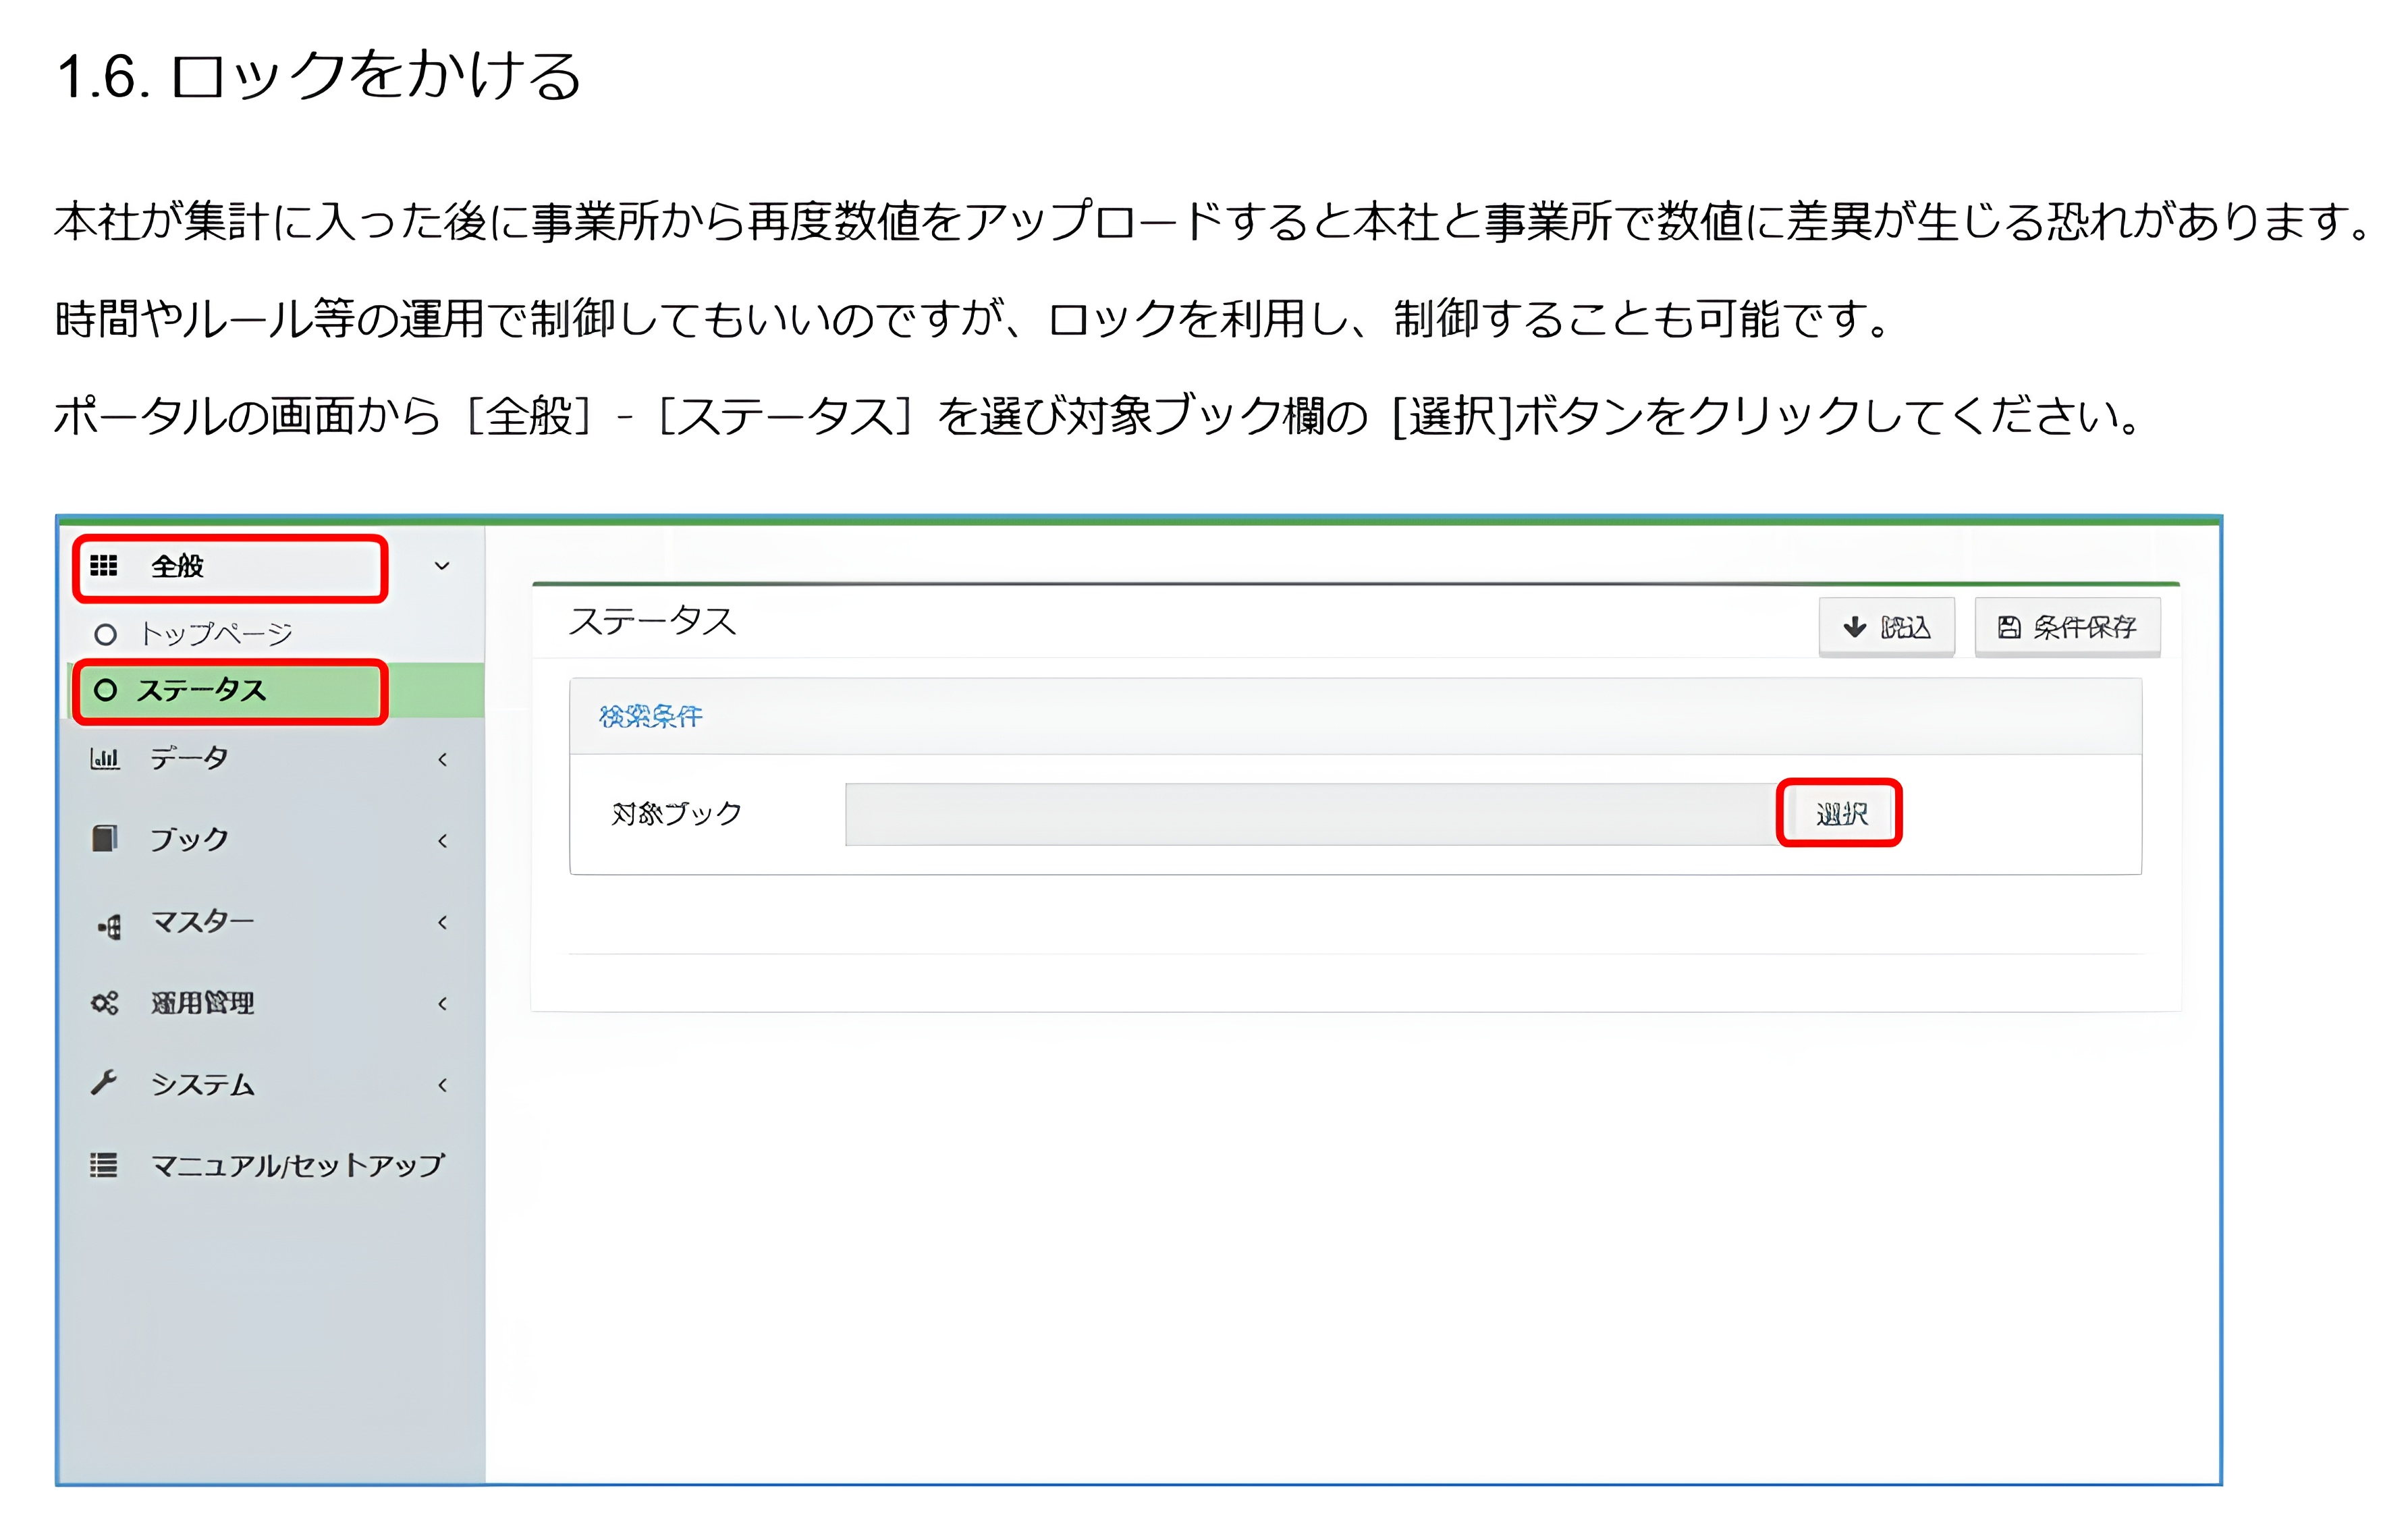 1.6. ロックをかける
本社が集計に入った後に事業所から再度数値をアップロードすると本社と事業所で数値に差異が生じる恐れがあります。
時間やルール等の運用で制御してもいいのですが、ロックを利用し、制御することも可能です。
ポータルの画面から［全般］-［ステータス］を選び対象ブック欄の［選択]ボタンをクリックしてください。
全般
トップページ
ステータス
データ
ブック
マスター
運用管理
システム
マニュアル/セットアップ
ステータス
読込
条件保存
検索条件
対象ブック
選択